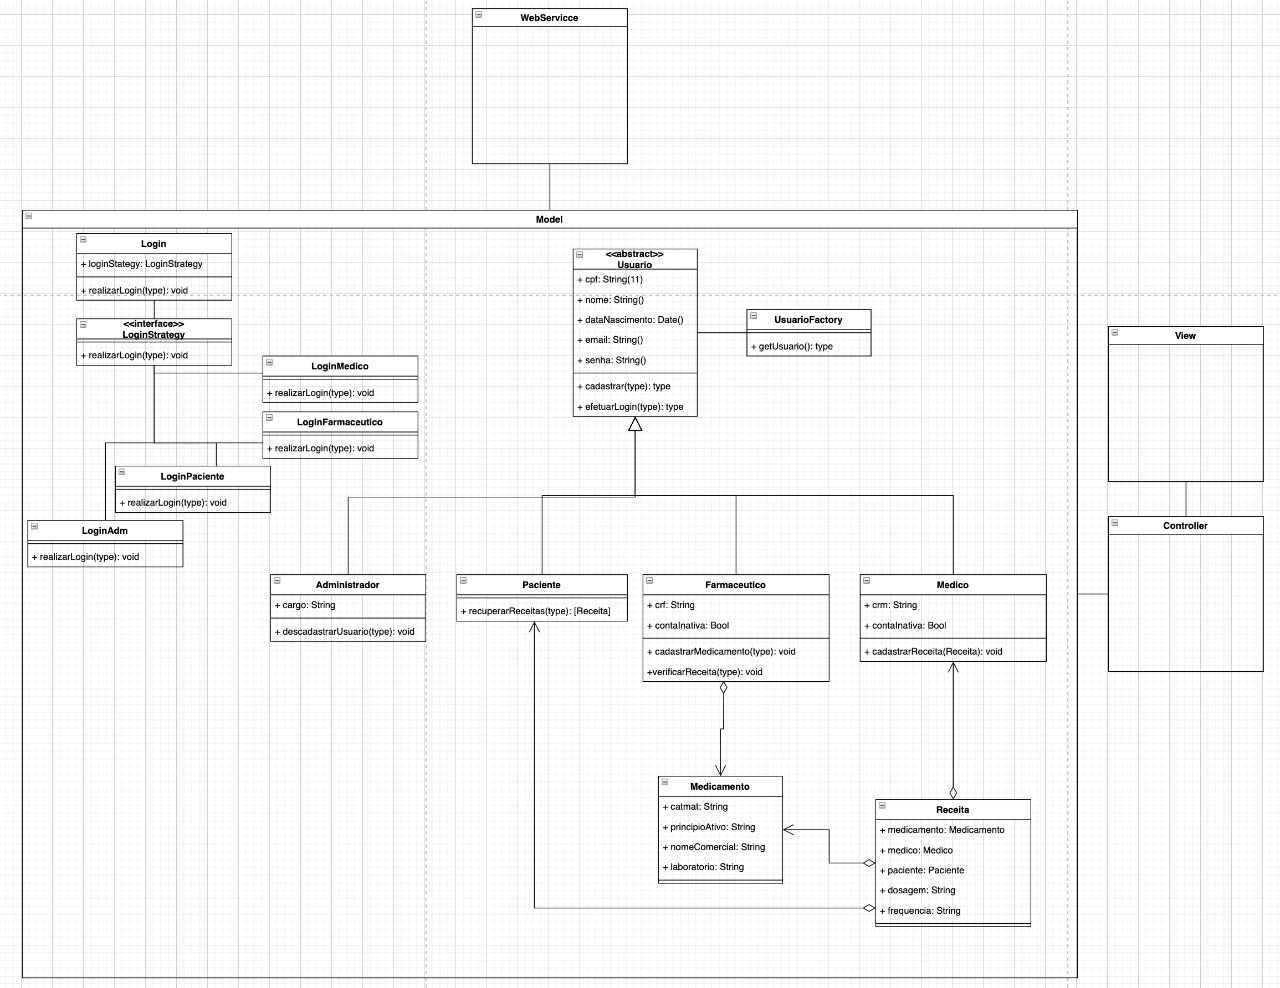 WebServicce
Model
Login
+ loginStategy: LoginStrategy
+ realizarLogin(type): void
<<interface>>
LoginStrategy
+ realizarLogin(type): void
LoginMedico
+ realizarLogin(type): void
LoginFarmaceutico
+ realizarLogin(type): void
LoginPaciente
+ realizarLogin(type): void
LoginAdm
+ realizarLogin(type): void
<<abstract>>
Usuario
+ cpf: String(11)
+ nome: String()
+ dataNascimento: Date()
+ email: String()
+ senha: String()
+ cadastrar(type): type
+ efetuarLogin(type): type
UsuarioFactory
+ getUsuario(): type
View
Controller
Administrador
+ cargo: String
+ descadastrarUsuario(type): void
Paciente
+ recuperarReceitas(type): [Receita]
Farmaceutico
+ crf: String
+ contaInativa: Bool
+ cadastrarMedicamento(type): void
+verificarReceita(type): void
Medico
+ crm: String
+ contaInativa: Bool
+ cadastrarReceita(Receita): void
Medicamento
+ catmat: String
+ principioAtivo: String
+ nomeComercial: String
+ laboratorio: String
Receita
+ medicamento: Medicamento
+ medico: Medico
+ paciente: Paciente
+ dosagem: String
+ frequencia: String